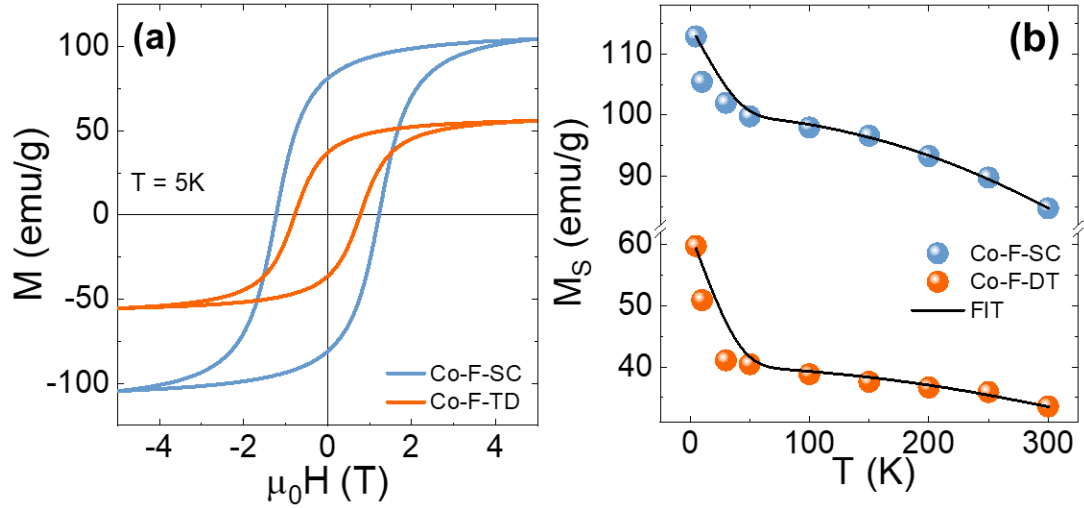 (a)
100
50
0
-50
-100
M (emu/g)
T = 5K
Co-F-SC
Co-F-TD
-4 -2 0 2 4
μ₀H (T)
(b)
110
100
90
60
50
40
M_S (emu/g)
Co-F-SC
Co-F-DT
FIT
0 100 200 300
T (K)